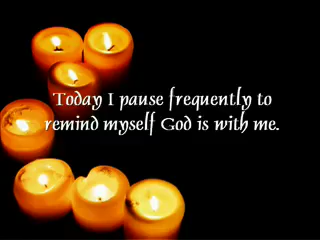 Today I pause frequently to
remind myself God is with me.